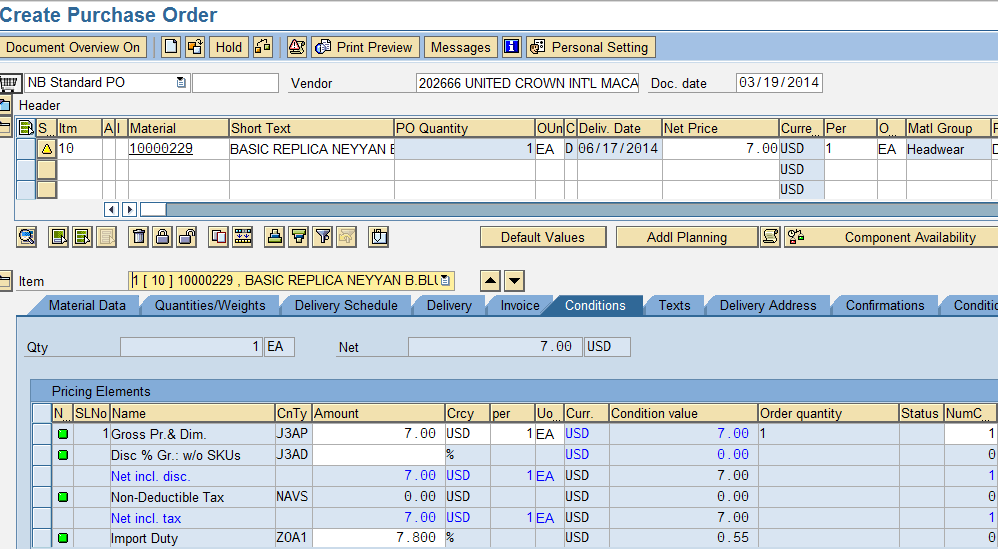 Create Purchase Order
Document Overview On Hold Print Preview Messages Personal Setting
NB Standard PO Vendor 202666 UNITED CROWN INT'L MACA Doc. date 03/19/2014
Header
S... Itm A I Material Short Text PO Quantity OUn C Deliv. Date Net Price Curre... Per O... Matl Group
10 10000229 BASIC REPLICA NEYYAN B 1 EA D 06/17/2014 7.00 USD 1 EA Headwear
USD
USD
Default Values Addl Planning Component Availability
Item 1 [ 10 ] 10000229 , BASIC REPLICA NEYYAN B.BLU
Material Data Quantities/Weights Delivery Schedule Delivery Invoice Conditions Texts Delivery Address Confirmations Conditio
Qty 1 EA Net 7.00 USD
Pricing Elements
N... SLNo Name CnTy Amount Crcy per Uo... Curr. Condition value Order quantity Status NumC...
1 Gross Pr.& Dim. J3AP 7.00 USD 1 EA USD 7.00 1 1
Disc % Gr.: w/o SKUs J3AD % USD 0.00 0
Net incl. disc. 7.00 USD 1 EA USD 7.00 1
Non-Deductible Tax NAVS 0.00 USD USD 0.00 0
Net incl. tax 7.00 USD 1 EA USD 7.00 1
Import Duty Z0A1 7.800 % USD 0.55 0